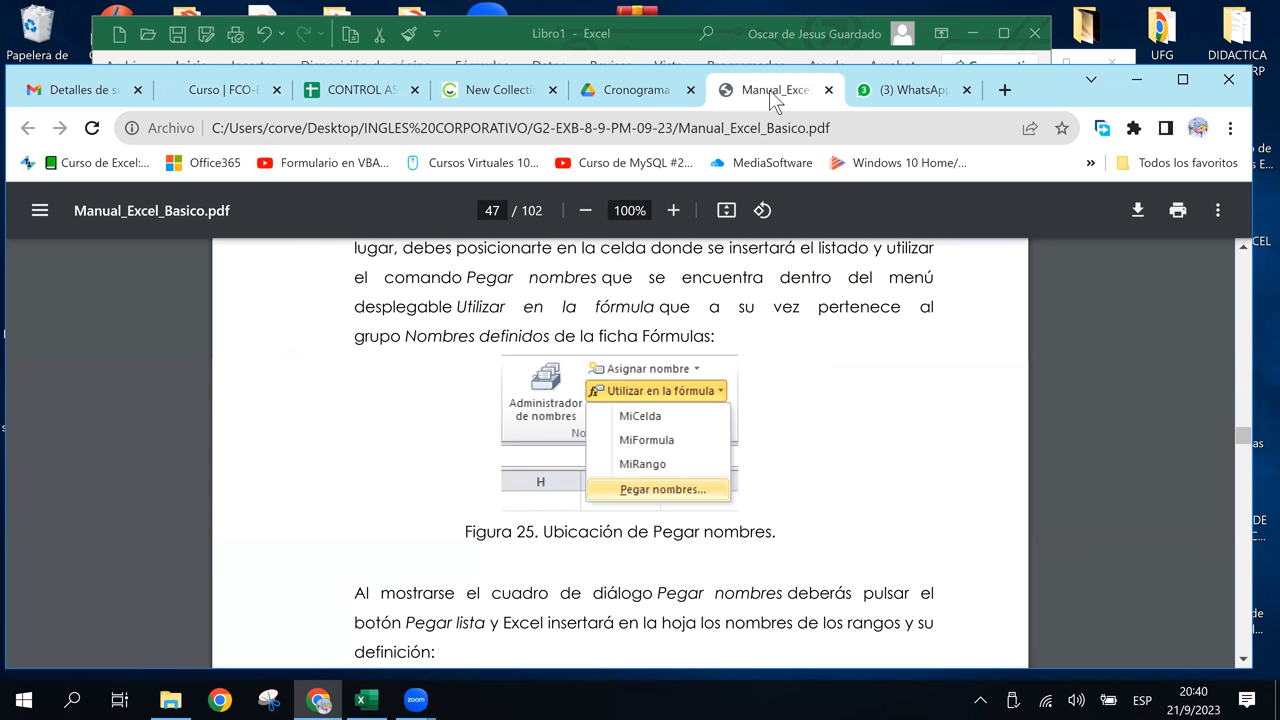 Papelera de
Libro1 - Excel
Oscar de Jesus Guardado
UFG
DIDACTICA
Detalles de su
Curso | FCO-E
CONTROL AS
New Collecti
Cronograma
Manual_Exce
(3) WhatsApp
Archivo
C:/Users/corve/Desktop/INGLES%20CORPORATIVO/G2-EXB-8-9-PM-09-23/Manual_Excel_Basico.pdf
Curso de Excel:...
Office365
Formulario en VBA...
Cursos Virtuales 10...
Curso de MySQL #2...
MediaSoftware
Windows 10 Home/...
»
Todos los favoritos
Manual_Excel_Basico.pdf
47 / 102
100%
lugar, debes posicionarte en la celda donde se insertará el listado y utilizar
el comando Pegar nombres que se encuentra dentro del menú
desplegable Utilizar en la fórmula que a su vez pertenece al
grupo Nombres definidos de la ficha Fórmulas:
Asignar nombre
Utilizar en la fórmula
Administrador
de nombres
No
MiCelda
MiFormula
MiRango
Pegar nombres...
H
Figura 25. Ubicación de Pegar nombres.
Al mostrarse el cuadro de diálogo Pegar nombres deberás pulsar el
botón Pegar lista y Excel insertará en la hoja los nombres de los rangos y su
definición:
zoom
ESP
20:40
21/9/2023